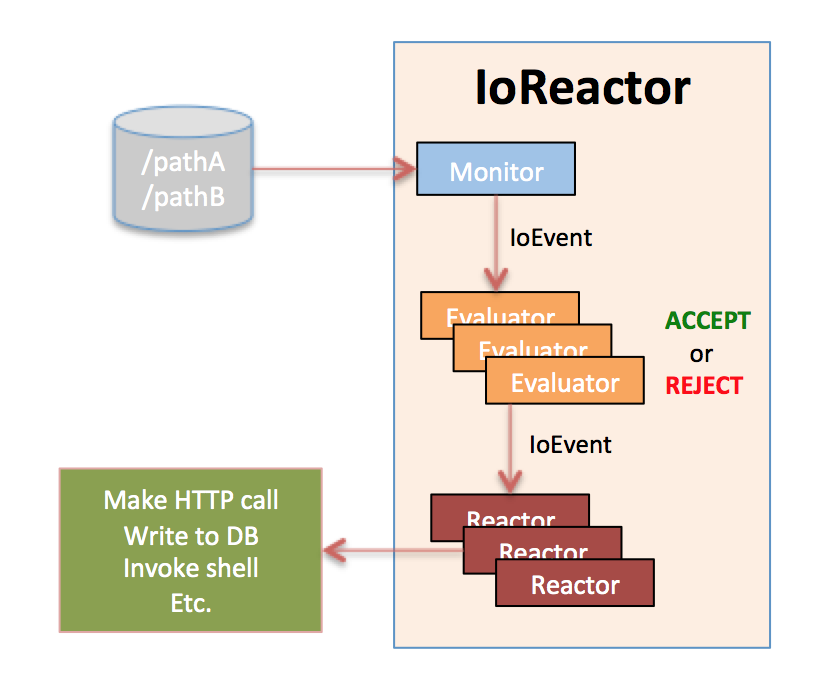 IoReactor
/pathA
/pathB
Monitor
IoEvent
Evaluator
Evaluator
Evaluator
ACCEPT
or
REJECT
IoEvent
Reactor
Reactor
Reactor
Make HTTP call
Write to DB
Invoke shell
Etc.